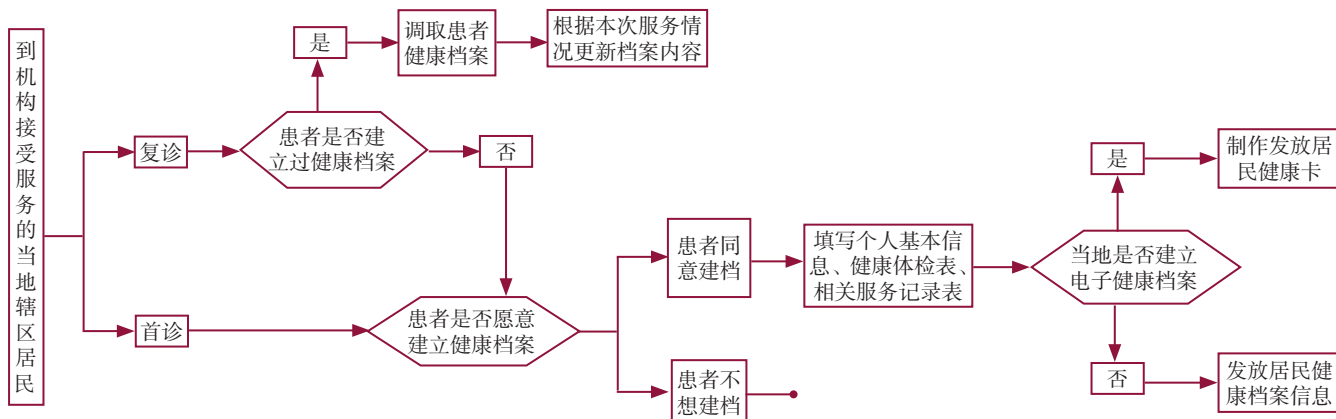 到机构接受服务的当地辖区居民
复诊
首诊
患者是否建
立过健康档案
是
调取患者
健康档案
根据本次服务情
况更新档案内容
否
患者是否愿意
建立健康档案
患者同
意建档
患者不
想建档
填写个人基本信
息、健康体检表、
相关服务记录表
当地是否建立
电子健康档案
是
制作发放居
民健康卡
否
发放居民健
康档案信息